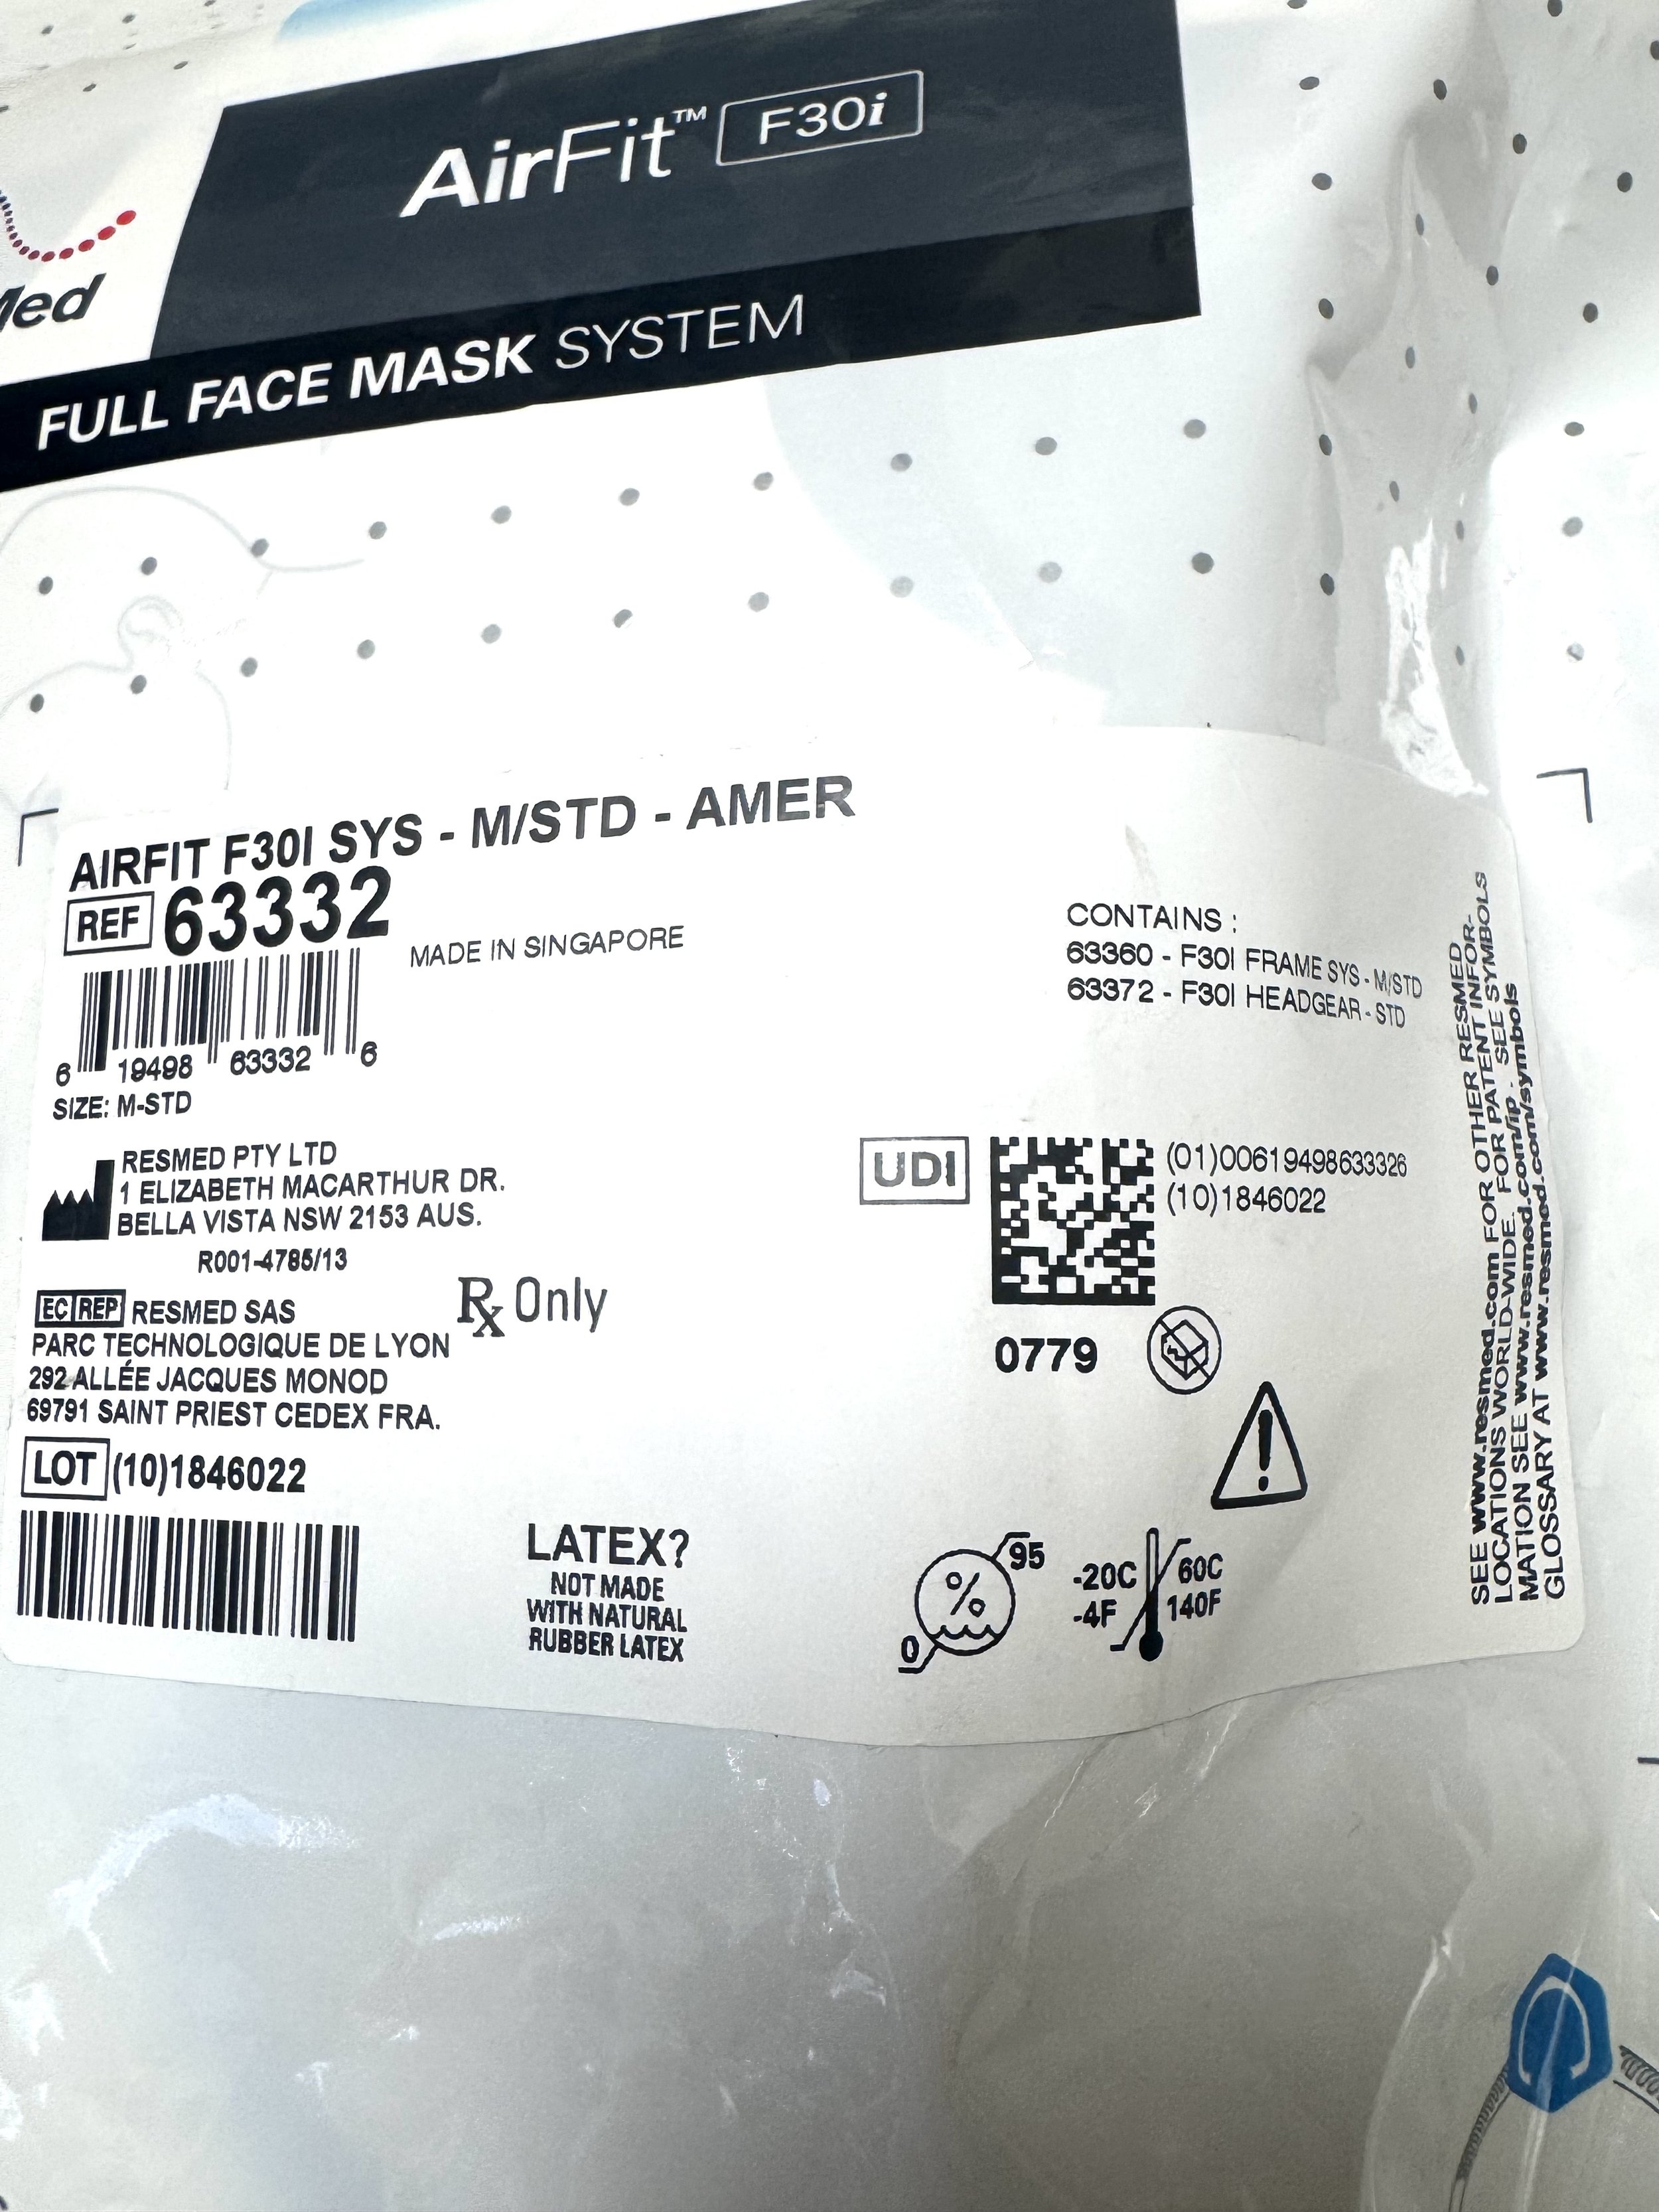 AirFit™ F30i
Med
FULL FACE MASK SYSTEM
AIRFIT F30I SYS - M/STD - AMER
REF 63332
MADE IN SINGAPORE
6 19498 63332 6
SIZE: M-STD
CONTAINS :
63360 - F30I FRAME SYS - M/STD
63372 - F30I HEADGEAR - STD
RESMED PTY LTD
1 ELIZABETH MACARTHUR DR.
BELLA VISTA NSW 2153 AUS.
R001-4785/13
UDI
(01)00619498633326
(10)1846022
0779
EC REP RESMED SAS
PARC TECHNOLOGIQUE DE LYON
292 ALLÉE JACQUES MONOD
69791 SAINT PRIEST CEDEX FRA.
Rx Only
LOT (10)1846022
LATEX?
NOT MADE
WITH NATURAL
RUBBER LATEX
%
95
0
-20C
-4F
60C
140F
SEE www.resmed.com FOR OTHER RESMED
LOCATIONS WORLD-WIDE. FOR PATENT INFOR-
MATION SEE www.resmed.com/ip . SEE SYMBOLS
GLOSSARY AT www.resmed.com/symbols